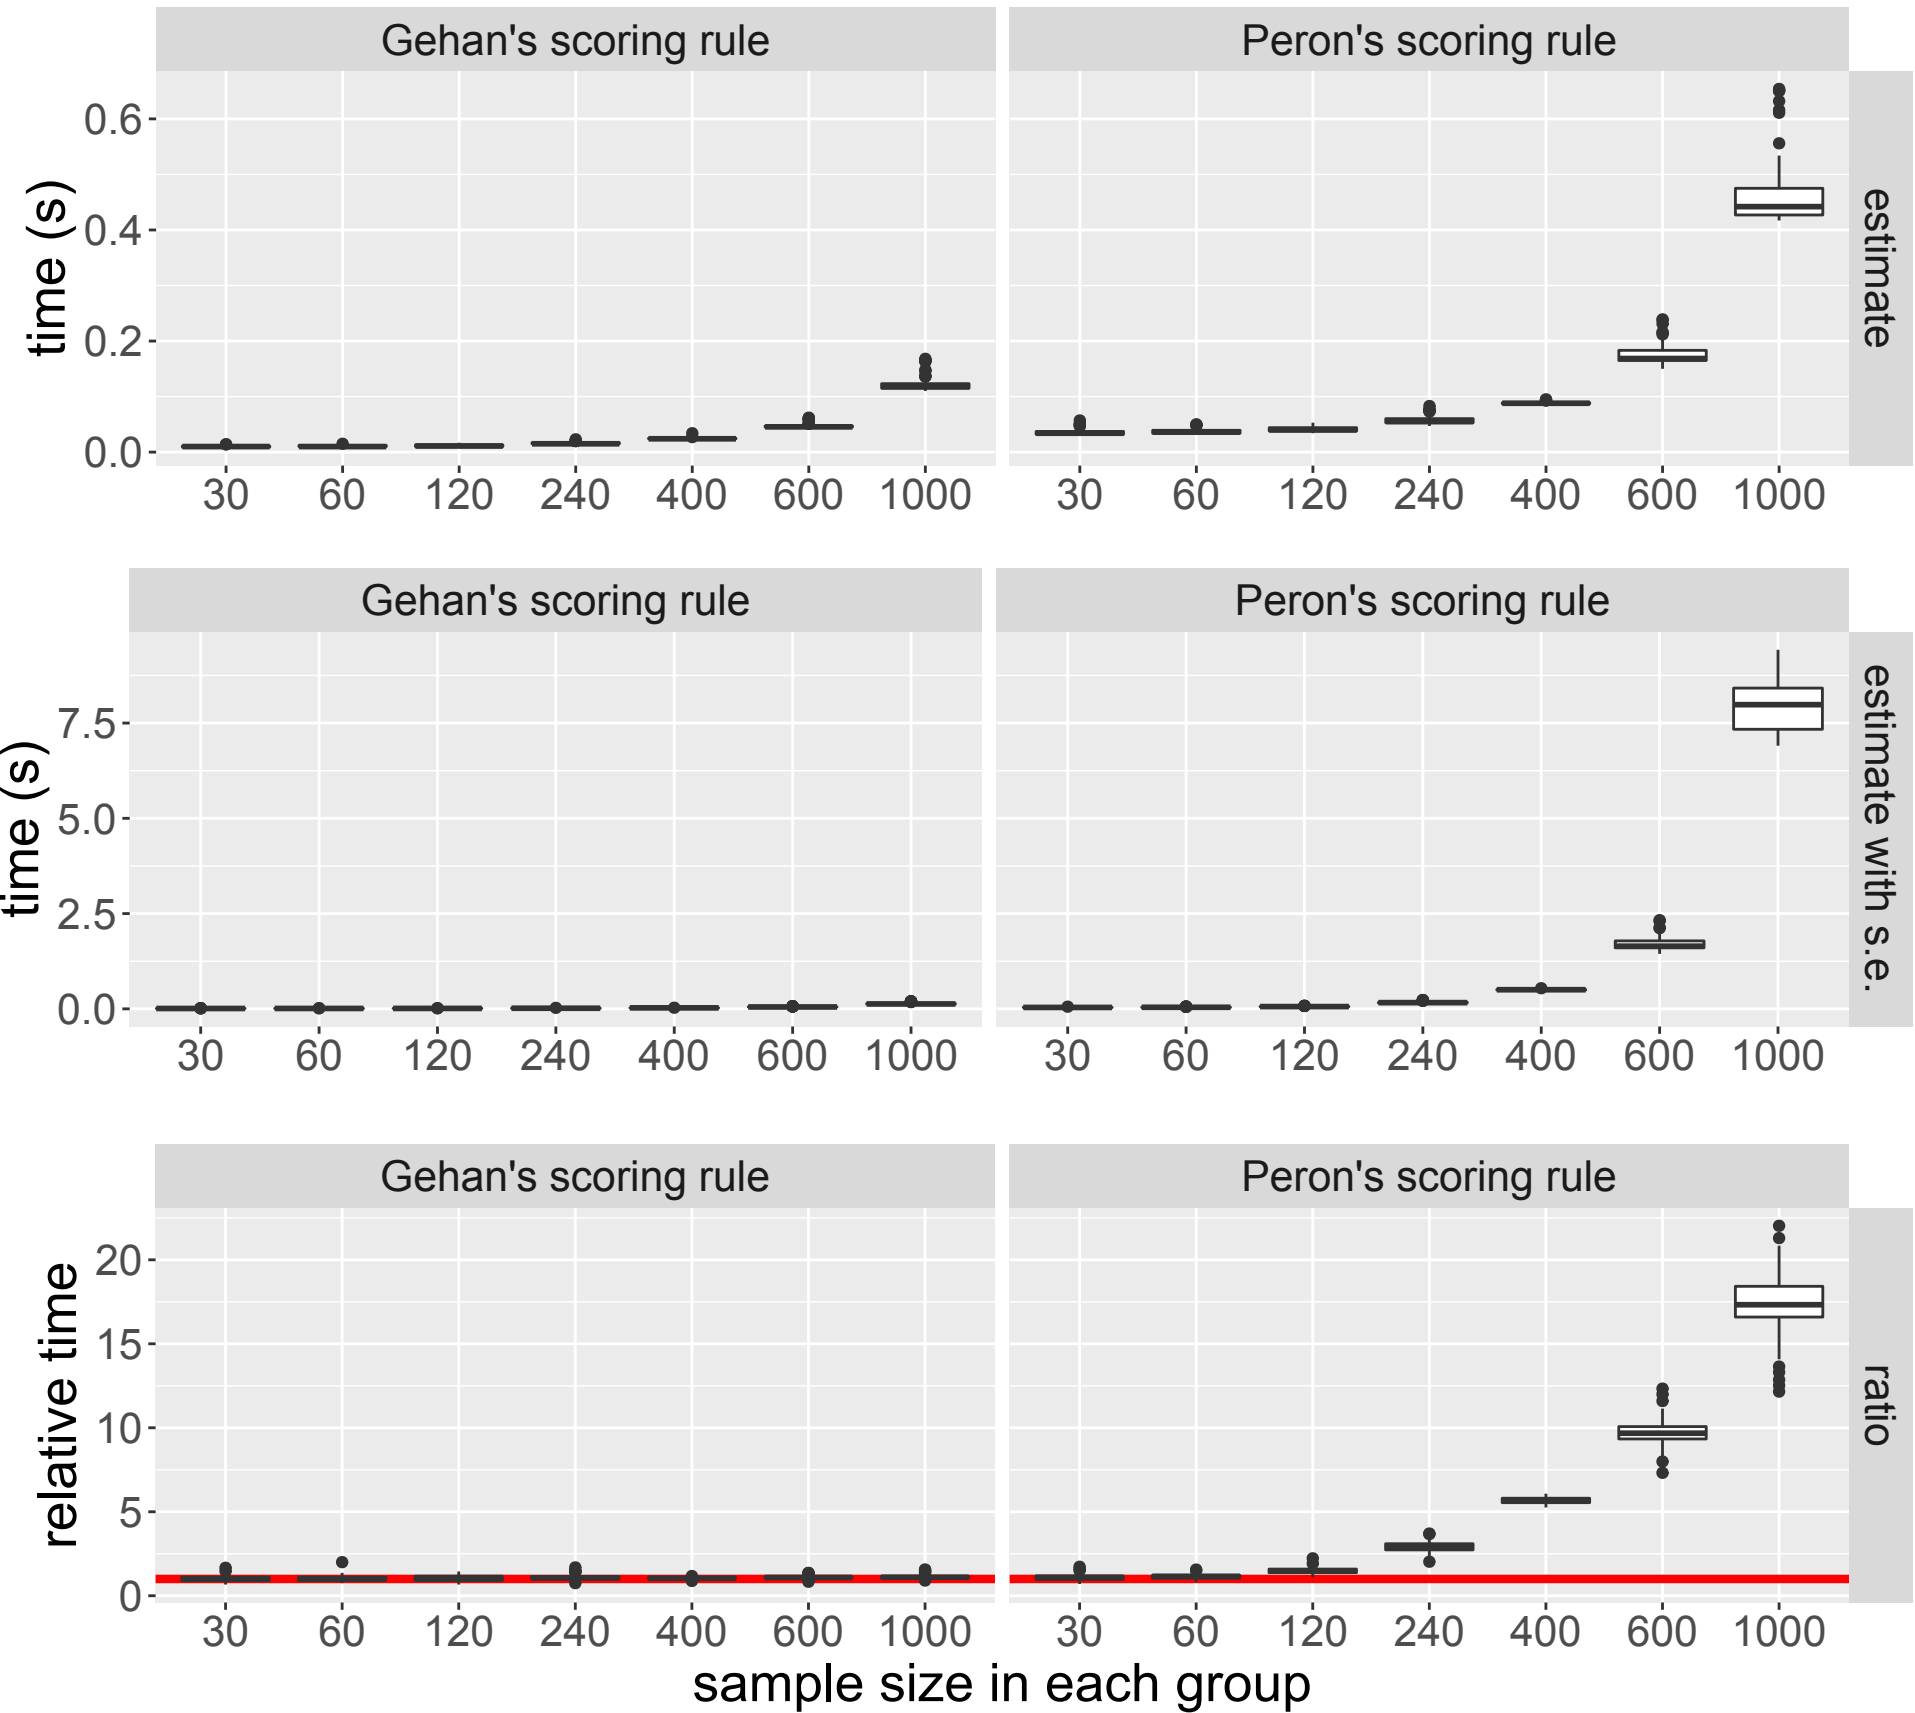 Gehan's scoring rule
Peron's scoring rule
0.6
0.4
0.2
0.0
time (s)
estimate
30 60 120 240 400 600 1000
30 60 120 240 400 600 1000
Gehan's scoring rule
Peron's scoring rule
7.5
5.0
2.5
0.0
time (s)
estimate with s.e.
30 60 120 240 400 600 1000
30 60 120 240 400 600 1000
Gehan's scoring rule
Peron's scoring rule
20
15
10
5
0
relative time
ratio
30 60 120 240 400 600 1000
30 60 120 240 400 600 1000
sample size in each group